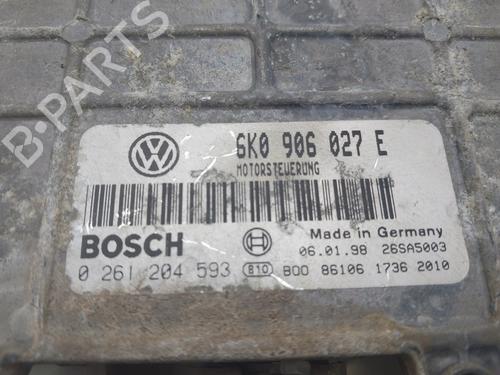 B-Parts
6K0 906 027 E
MOTORSTEUERUNG
BOSCH
Made in Germany
06.01.98 26SA5003
0 261 204 593 B10 B00 86106 1736 2010